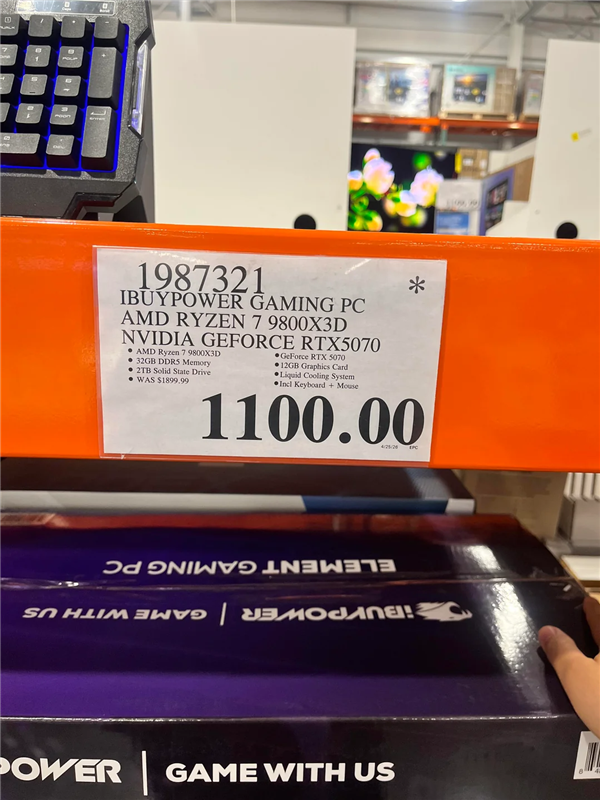 1987321 *
IBUYPOWER GAMING PC
AMD RYZEN 7 9800X3D
NVIDIA GEFORCE RTX5070
• AMD Ryzen 7 9800X3D
• 32GB DDR5 Memory
• 2TB Solid State Drive
• WAS $1899.99
• GeForce RTX 5070
• 12GB Graphics Card
• Liquid Cooling System
• Incl Keyboard + Mouse
1100.00
EPC
ELEMENT GAMING PC
iBUYPOWER | GAME WITH US
POWER | GAME WITH US